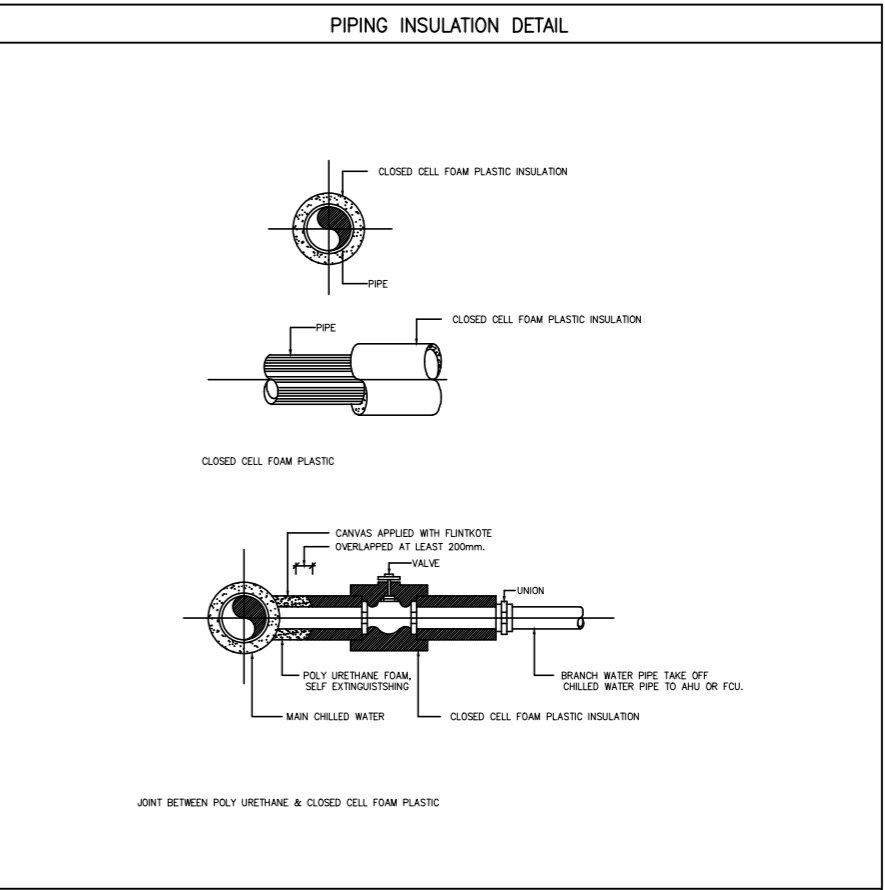 PIPING INSULATION DETAIL
CLOSED CELL FOAM PLASTIC INSULATION
PIPE
PIPE
CLOSED CELL FOAM PLASTIC INSULATION
CLOSED CELL FOAM PLASTIC
CANVAS APPLIED WITH FLINTKOTE
OVERLAPPED AT LEAST 200mm.
VALVE
UNION
POLY URETHANE FOAM,
SELF EXTINGUISTSHING
BRANCH WATER PIPE TAKE OFF
CHILLED WATER PIPE TO AHU OR FCU.
MAIN CHILLED WATER
CLOSED CELL FOAM PLASTIC INSULATION
JOINT BETWEEN POLY URETHANE & CLOSED CELL FOAM PLASTIC